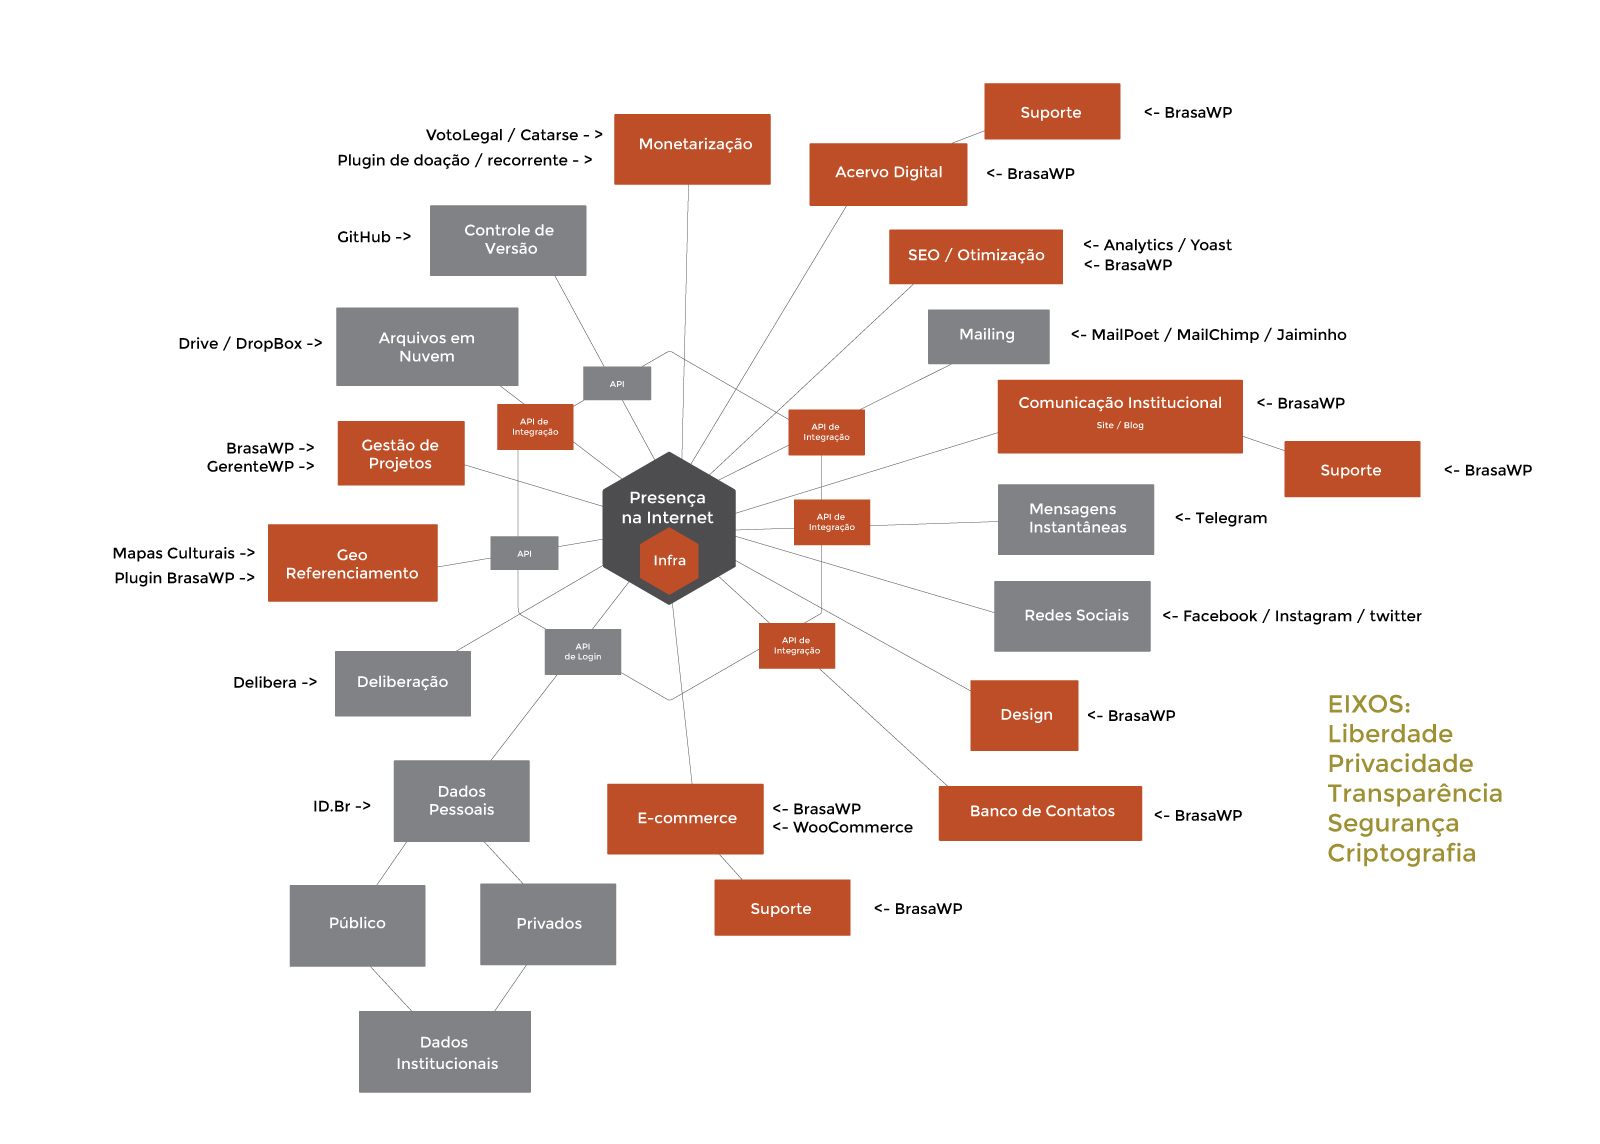 Suporte
<- BrasaWP
VotoLegal / Catarse - >
Plugin de doação / recorrente - >
Monetarização
Acervo Digital
<- BrasaWP
GitHub ->
Controle de
Versão
SEO / Otimização
<- Analytics / Yoast
<- BrasaWP
Drive / DropBox ->
Arquivos em
Nuvem
Mailing
<- MailPoet / MailChimp / Jaiminho
API
API de
Integração
API de
Integração
Comunicação Institucional
Site / Blog
<- BrasaWP
BrasaWP ->
GerenteWP ->
Gestão de
Projetos
Suporte
<- BrasaWP
Presença
na Internet
Infra
API de
Integração
Mensagens
Instantâneas
<- Telegram
Mapas Culturais ->
Plugin BrasaWP ->
Geo
Referenciamento
API
Redes Sociais
<- Facebook / Instagram / twitter
API
de Login
API de
Integração
Delibera ->
Deliberação
Design
<- BrasaWP
EIXOS:
Liberdade
Privacidade
Transparência
Segurança
Criptografia
ID.Br ->
Dados
Pessoais
E-commerce
<- BrasaWP
<- WooCommerce
Banco de Contatos
<- BrasaWP
Público
Privados
Suporte
<- BrasaWP
Dados
Institucionais